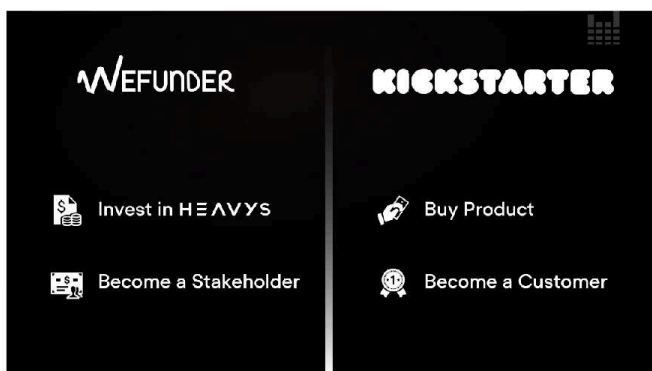 WEFUNDER
Invest in HEAVYS
Become a Stakeholder
KICKSTARTER
Buy Product
Become a Customer